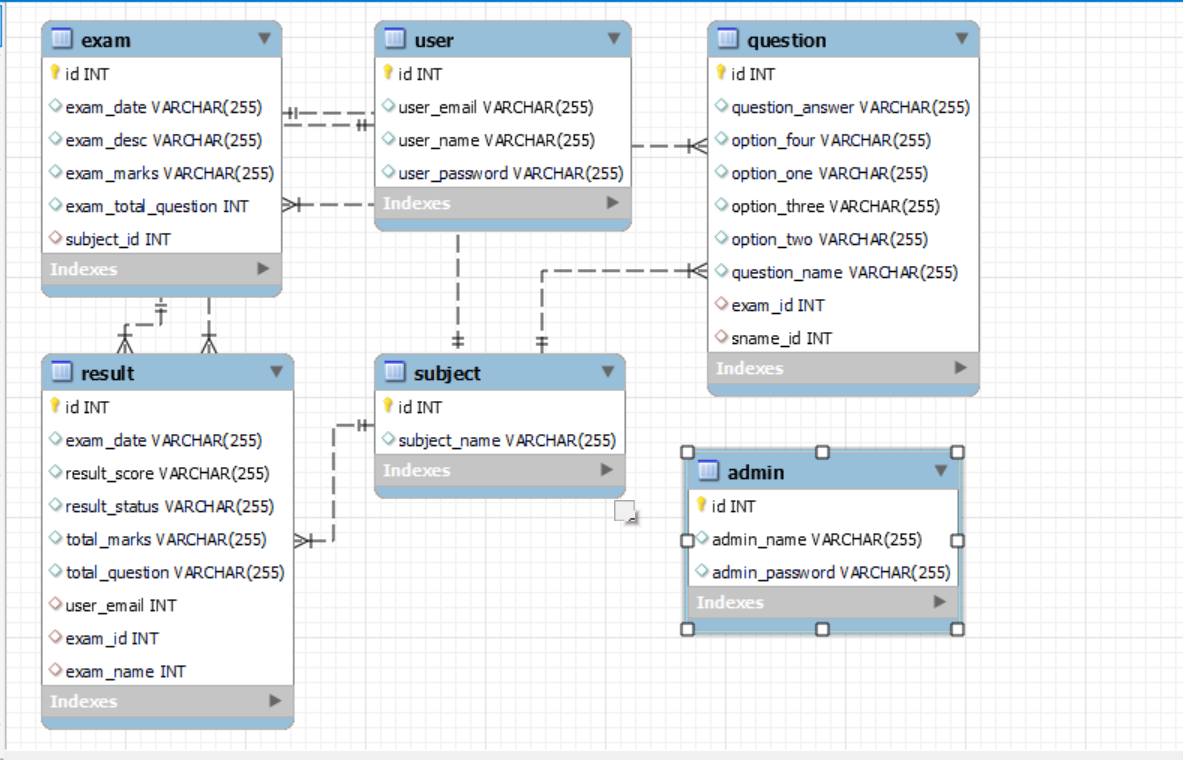 exam
id INT
exam_date VARCHAR(255)
exam_desc VARCHAR(255)
exam_marks VARCHAR(255)
exam_total_question INT
subject_id INT
Indexes
user
id INT
user_email VARCHAR(255)
user_name VARCHAR(255)
user_password VARCHAR(255)
Indexes
question
id INT
question_answer VARCHAR(255)
option_four VARCHAR(255)
option_one VARCHAR(255)
option_three VARCHAR(255)
option_two VARCHAR(255)
question_name VARCHAR(255)
exam_id INT
sname_id INT
Indexes
result
id INT
exam_date VARCHAR(255)
result_score VARCHAR(255)
result_status VARCHAR(255)
total_marks VARCHAR(255)
total_question VARCHAR(255)
user_email INT
exam_id INT
exam_name INT
Indexes
subject
id INT
subject_name VARCHAR(255)
Indexes
admin
id INT
admin_name VARCHAR(255)
admin_password VARCHAR(255)
Indexes